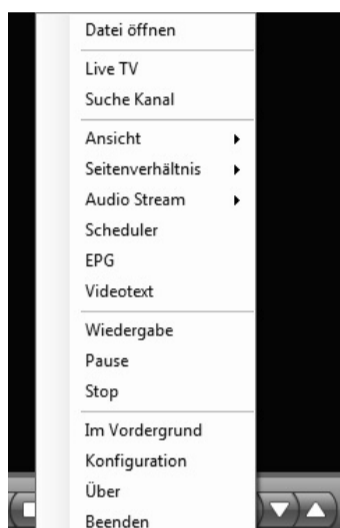 Datei öffnen
Live TV
Suche Kanal
Ansicht
Seitenverhältnis
Audio Stream
Scheduler
EPG
Videotext
Wiedergabe
Pause
Stop
Im Vordergrund
Konfiguration
Über
Beenden